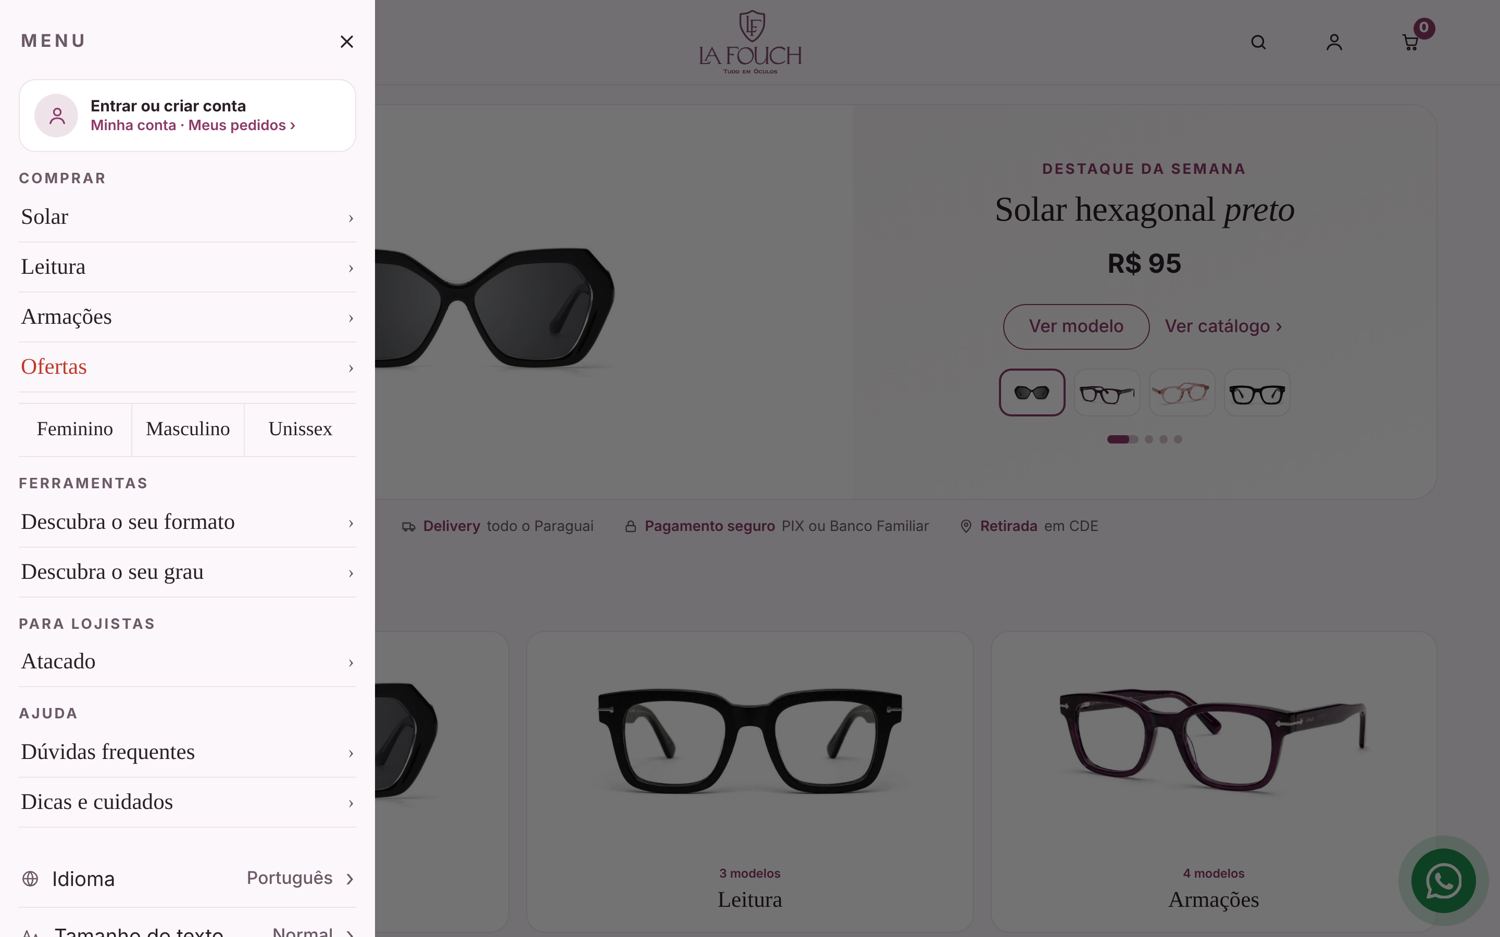 MENU
Entrar ou criar conta
Minha conta · Meus pedidos ›
COMPRAR
Solar ›
Leitura ›
Armações ›
Ofertas ›
Feminino Masculino Unissex
FERRAMENTAS
Descubra o seu formato ›
Descubra o seu grau ›
PARA LOJISTAS
Atacado ›
AJUDA
Dúvidas frequentes ›
Dicas e cuidados ›
Idioma Português ›
Tamanho do texto Normal ›
LF
LA FOUCH
Tudo em Óculos
0
DESTAQUE DA SEMANA
Solar hexagonal preto
R$ 95
Ver modelo Ver catálogo ›
Delivery todo o Paraguai Pagamento seguro PIX ou Banco Familiar Retirada em CDE
3 modelos
Leitura
4 modelos
Armações